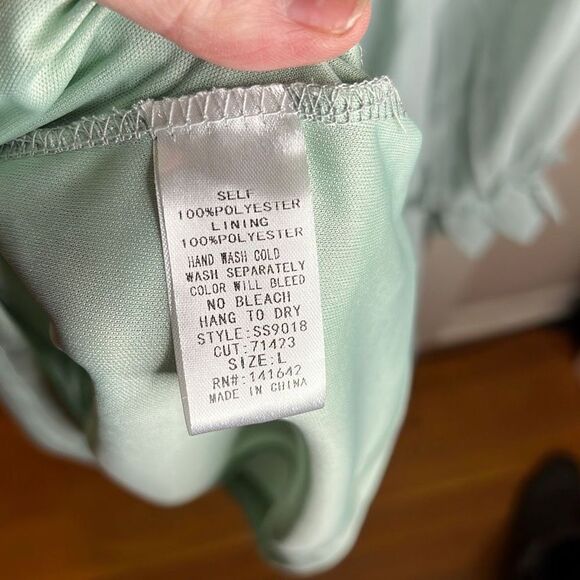 SELF
100%POLYESTER
LINING
100%POLYESTER
HAND WASH COLD
WASH SEPARATELY
COLOR WILL BLEED
NO BLEACH
HANG TO DRY
STYLE:SS9018
CUT:71423
SIZE:L
RN#:141642
MADE IN CHINA